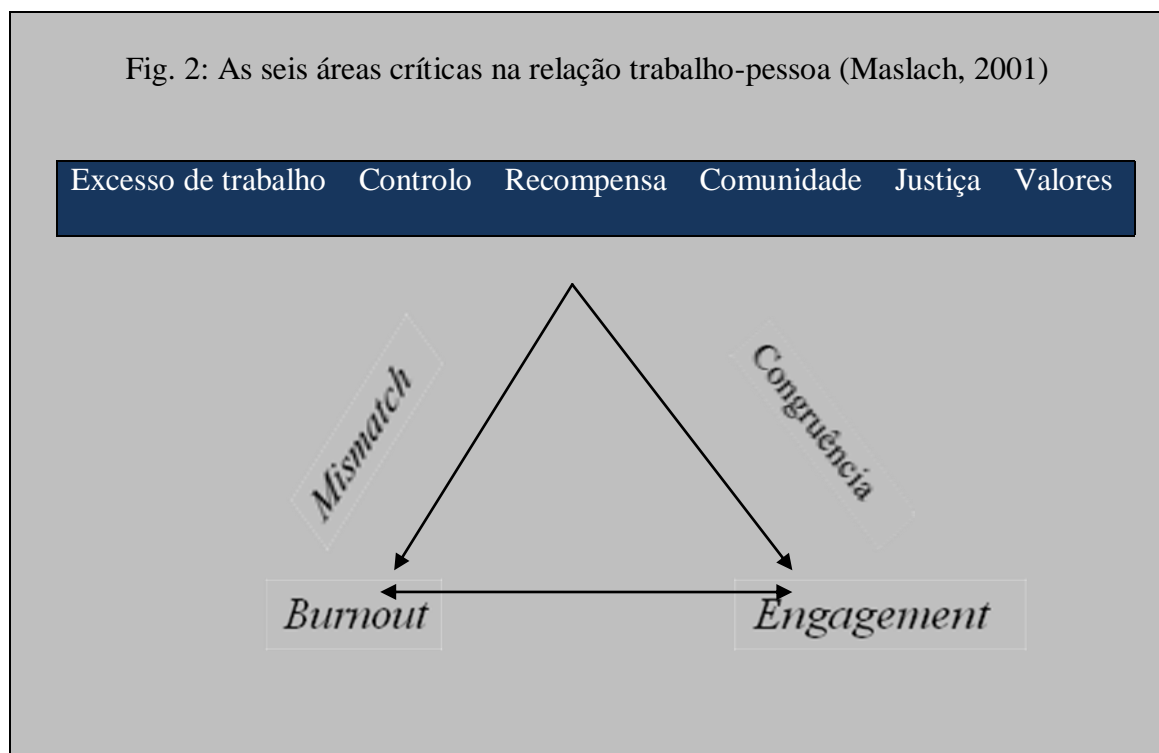 Fig. 2: As seis áreas críticas na relação trabalho-pessoa (Maslach, 2001)
Excesso de trabalho Controlo Recompensa Comunidade Justiça Valores
Mismatch
Congruência
Burnout
Engagement